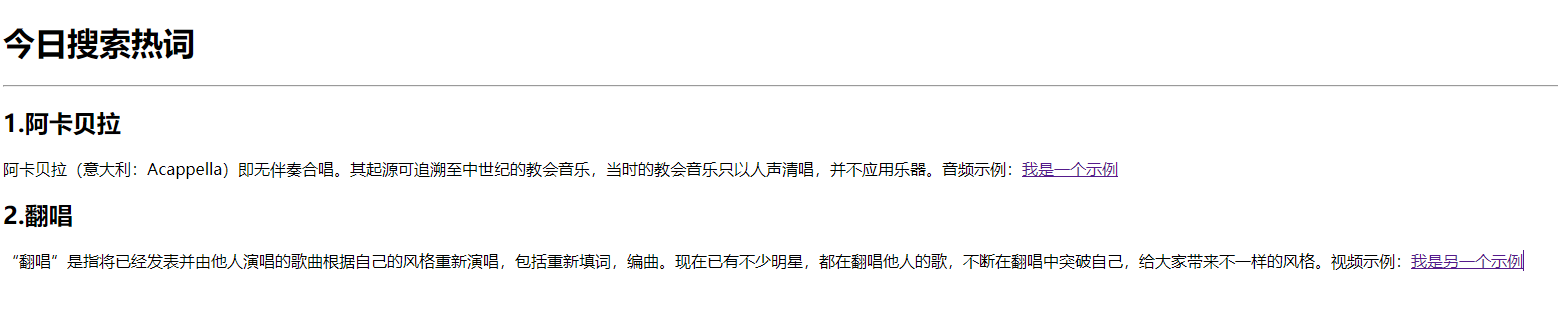 今日搜索热词
1.阿卡贝拉
阿卡贝拉（意大利：Acappella）即无伴奏合唱。其起源可追溯至中世纪的教会音乐，当时的教会音乐只以人声清唱，并不应用乐器。音频示例：我是一个示例
2.翻唱
“翻唱”是指将已经发表并由他人演唱的歌曲根据自己的风格重新演唱，包括重新填词，编曲。现在已有不少明星，都在翻唱他人的歌，不断在翻唱中突破自己，给大家带来不一样的风格。视频示例：我是另一个示例